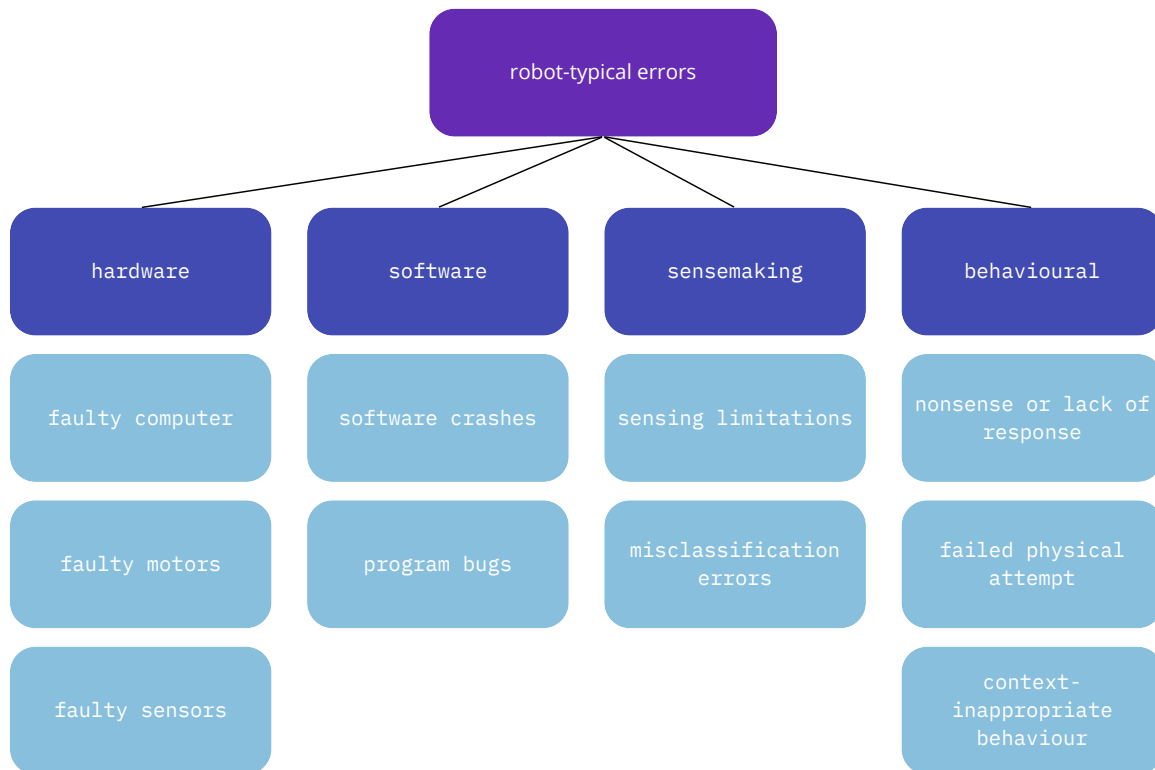 robot-typical errors
hardware
software
sensemaking
behavioural
faulty computer
software crashes
sensing limitations
nonsense or lack of
response
faulty motors
program bugs
misclassification
errors
failed physical
attempt
faulty sensors
context-
inappropriate
behaviour